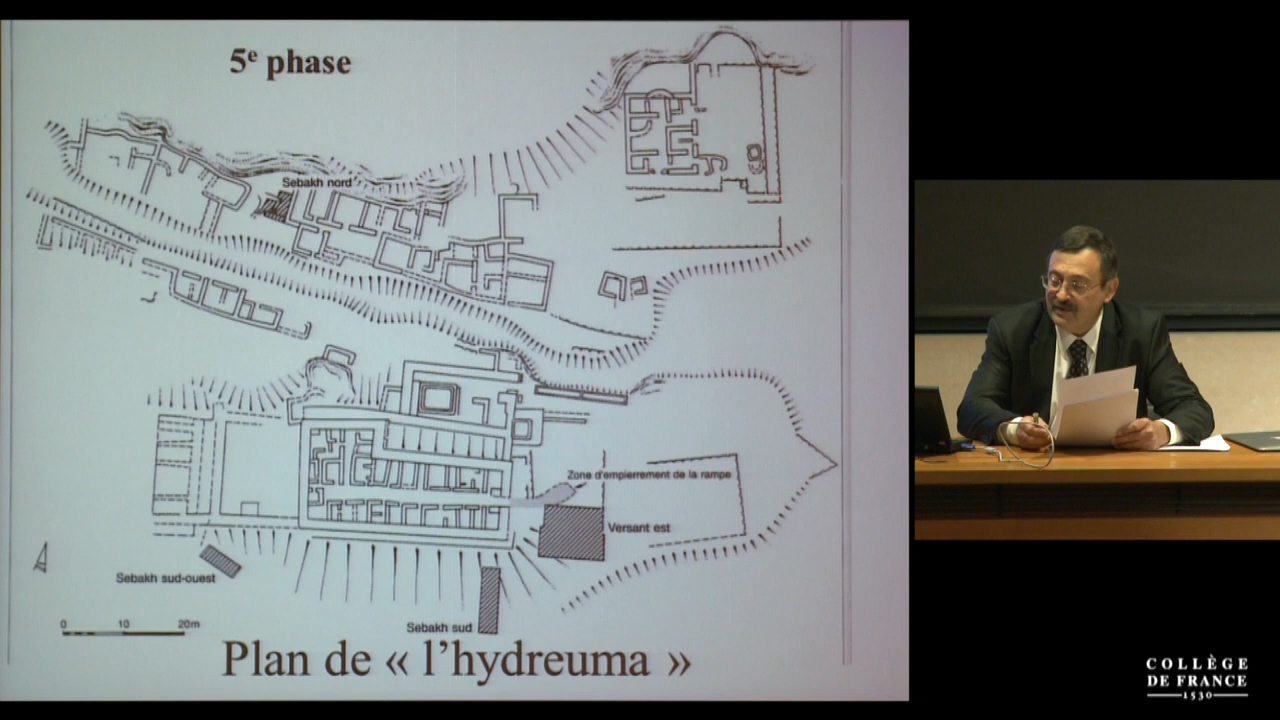 5e phase
Sebakh nord
Zone d'empierrement de la rampe
Versant est
Sebakh sud-ouest
0 10 20m
Sebakh sud
Plan de « l'hydreuma »
COLLÈGE
DE FRANCE
1530